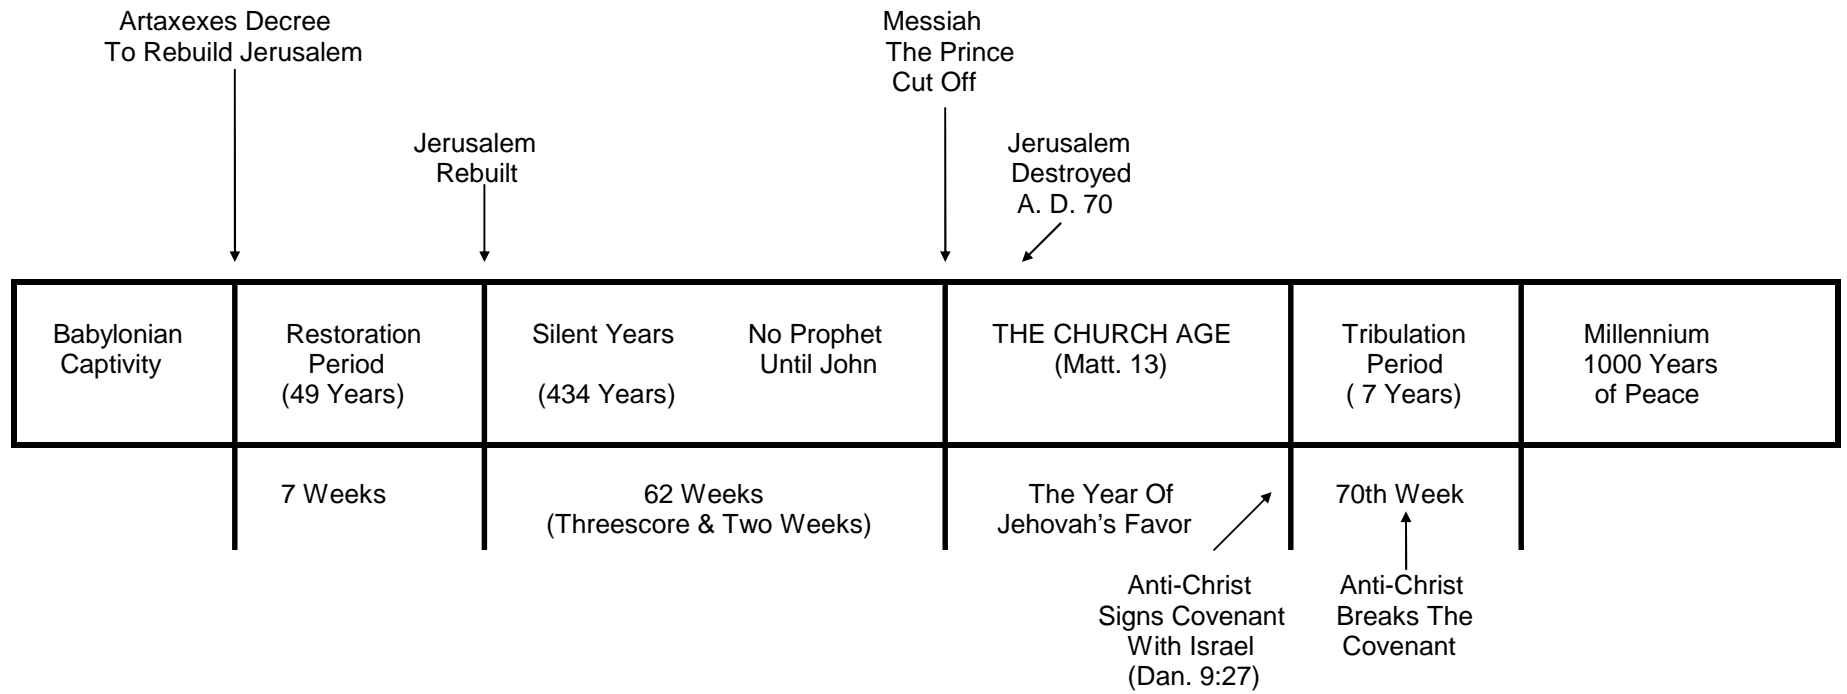 Artaxexes Decree
To Rebuild Jerusalem
Messiah
The Prince
Cut Off
Jerusalem
Rebuilt
Jerusalem
Destroyed
A. D. 70
Babylonian
Captivity
Restoration
Period
(49 Years)
Silent Years
(434 Years)
No Prophet
Until John
THE CHURCH AGE
(Matt. 13)
Tribulation
Period
( 7 Years)
Millennium
1000 Years
of Peace
7 Weeks
62 Weeks
(Threescore & Two Weeks)
The Year Of
Jehovah's Favor
70th Week
Anti-Christ
Signs Covenant
With Israel
(Dan. 9:27)
Anti-Christ
Breaks The
Covenant